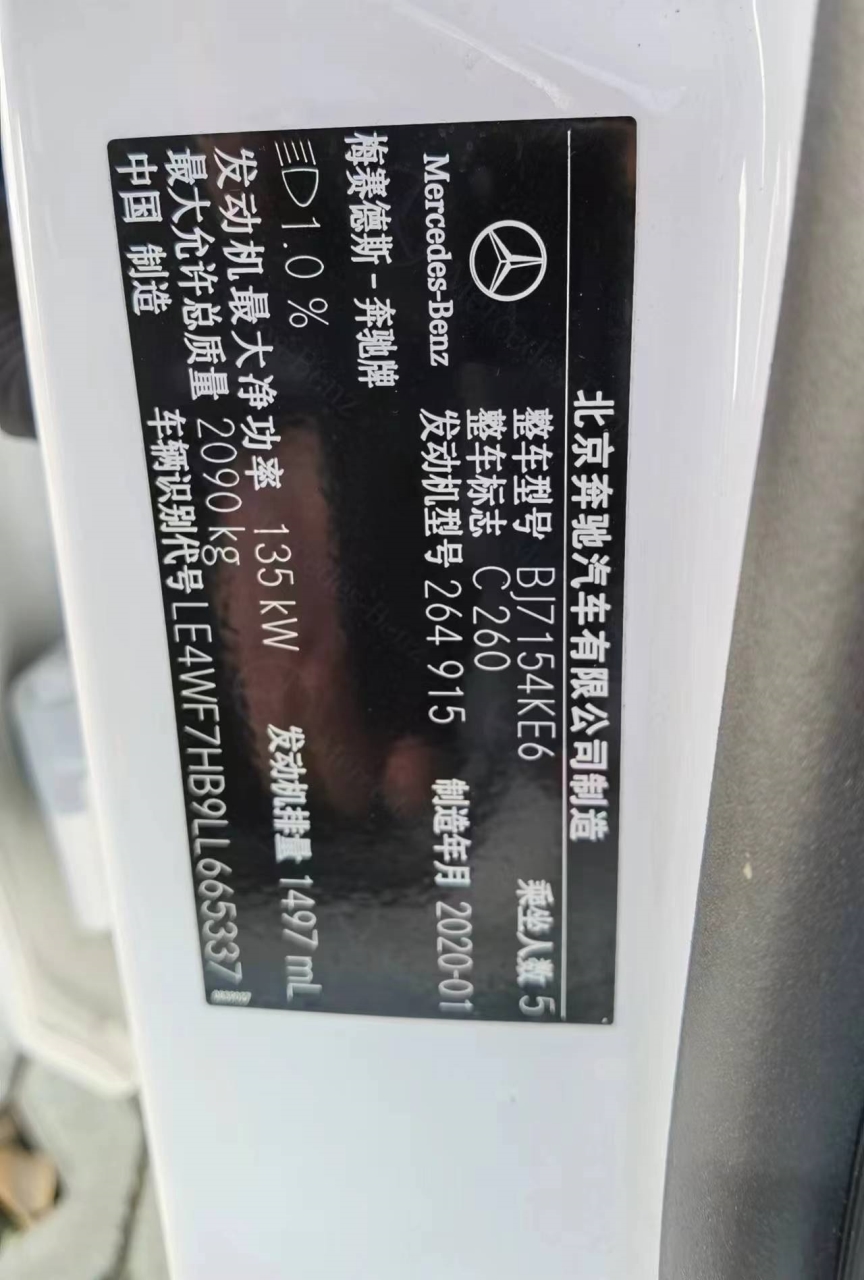 北京奔驰汽车有限公司制造
整车型号 BJ7154KE6 乘坐人数 5
整车标志 C 260
Mercedes-Benz 发动机型号 264 915 制造年月 2020-01
梅赛德斯-奔驰牌
1.0 %
发动机最大净功率 135 kW 发动机排量 1497 mL
最大允许总质量 2090 kg
中国 制造 车辆识别代号 LE4WF7HB9LL665337